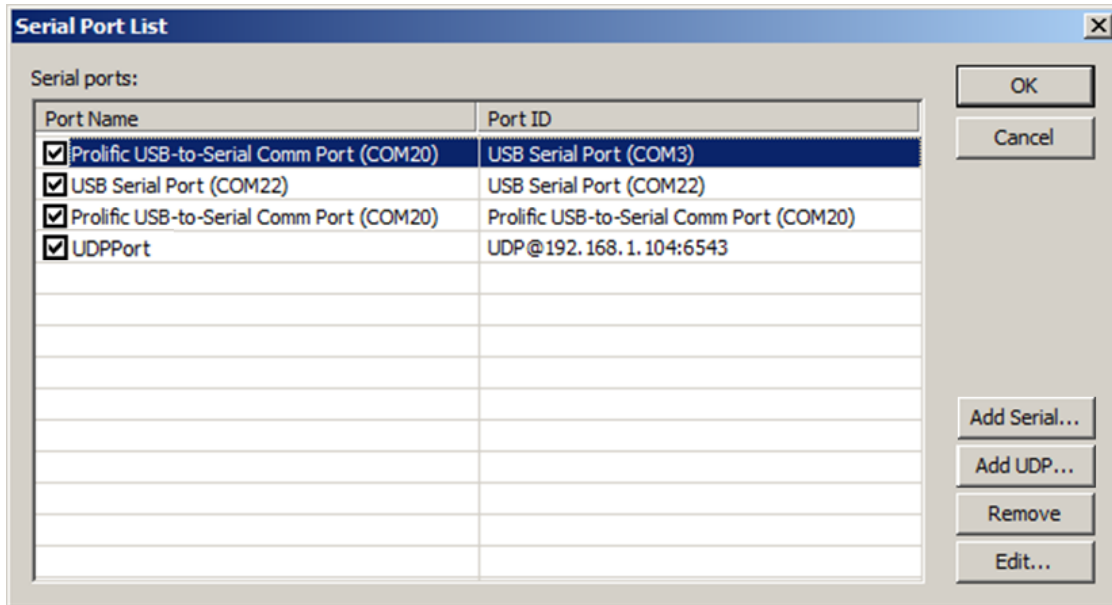 Serial Port List
Serial ports:
OK
Cancel
Port Name Port ID
Prolific USB-to-Serial Comm Port (COM20) USB Serial Port (COM3)
USB Serial Port (COM22) USB Serial Port (COM22)
Prolific USB-to-Serial Comm Port (COM20) Prolific USB-to-Serial Comm Port (COM20)
UDPPort UDP@192.168.1.104:6543
Add Serial...
Add UDP...
Remove
Edit...